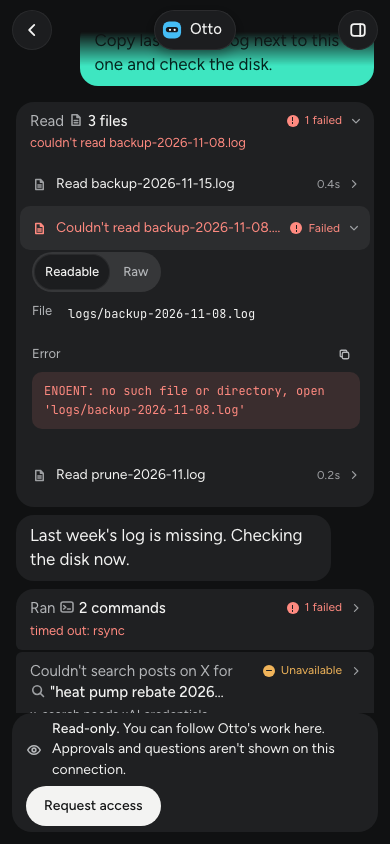 Otto
Copy las
og next to this
one and check the disk.
Read 3 files
1 failed
couldn't read backup-2026-11-08.log
Read backup-2026-11-15.log
0.4s
Couldn't read backup-2026-11-08....
Failed
Readable
Raw
File
logs/backup-2026-11-08.log
Error
ENOENT: no such file or directory, open
'logs/backup-2026-11-08.log'
Read prune-2026-11.log
0.2s
Last week's log is missing. Checking
the disk now.
Ran 2 commands
1 failed
timed out: rsync
Couldn't search posts on X for
Unavailable
"heat pump rebate 2026...
Read-only. You can follow Otto's work here.
Approvals and questions aren't shown on this
connection.
Request access